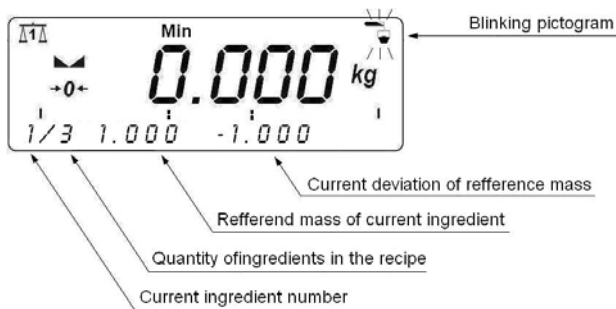 1
Min
Blinking pictogram
0.000 kg
→0←
1/3 1.000 -1.000
Current deviation of refference mass
Refferend mass of current ingredient
Quantity ofingredients in the recipe
Current ingredient number